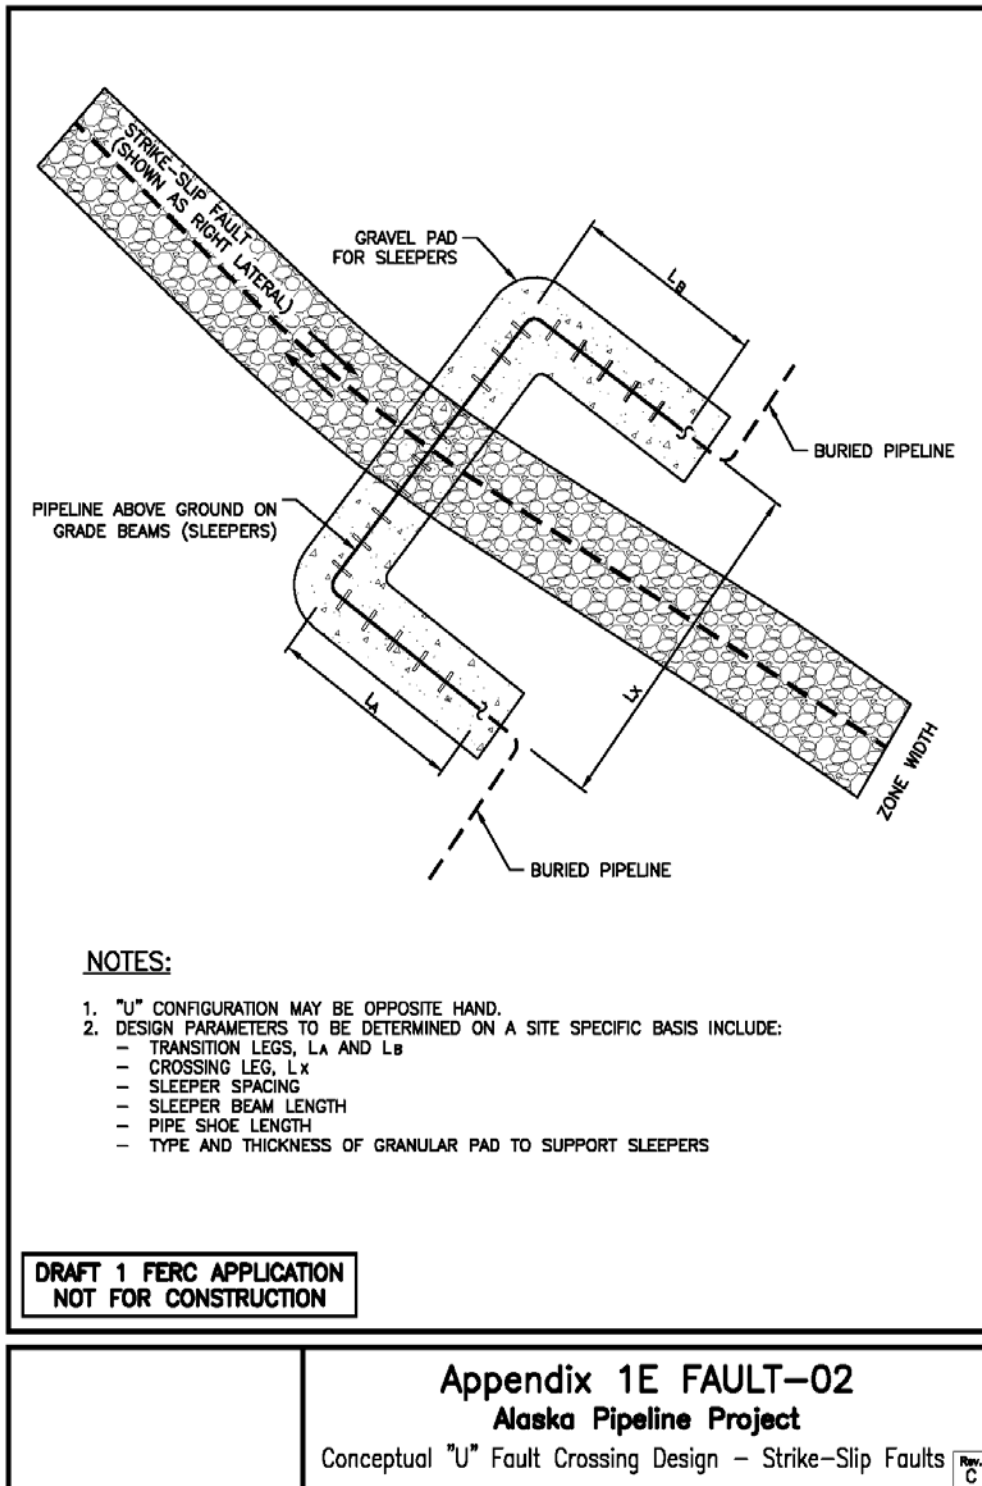 STRIKE-SLIP FAULT
(SHOWN AS RIGHT LATERAL)
GRAVEL PAD
FOR SLEEPERS
LB
BURIED PIPELINE
PIPELINE ABOVE GROUND ON
GRADE BEAMS (SLEEPERS)
LX
LA
ZONE WIDTH
BURIED PIPELINE
NOTES:
1. "U" CONFIGURATION MAY BE OPPOSITE HAND.
2. DESIGN PARAMETERS TO BE DETERMINED ON A SITE SPECIFIC BASIS INCLUDE:
- TRANSITION LEGS, LA AND LB
- CROSSING LEG, LX
- SLEEPER SPACING
- SLEEPER BEAM LENGTH
- PIPE SHOE LENGTH
- TYPE AND THICKNESS OF GRANULAR PAD TO SUPPORT SLEEPERS
DRAFT 1 FERC APPLICATION
NOT FOR CONSTRUCTION
Appendix 1E FAULT-02
Alaska Pipeline Project
Conceptual "U" Fault Crossing Design - Strike-Slip Faults
Rev.
C